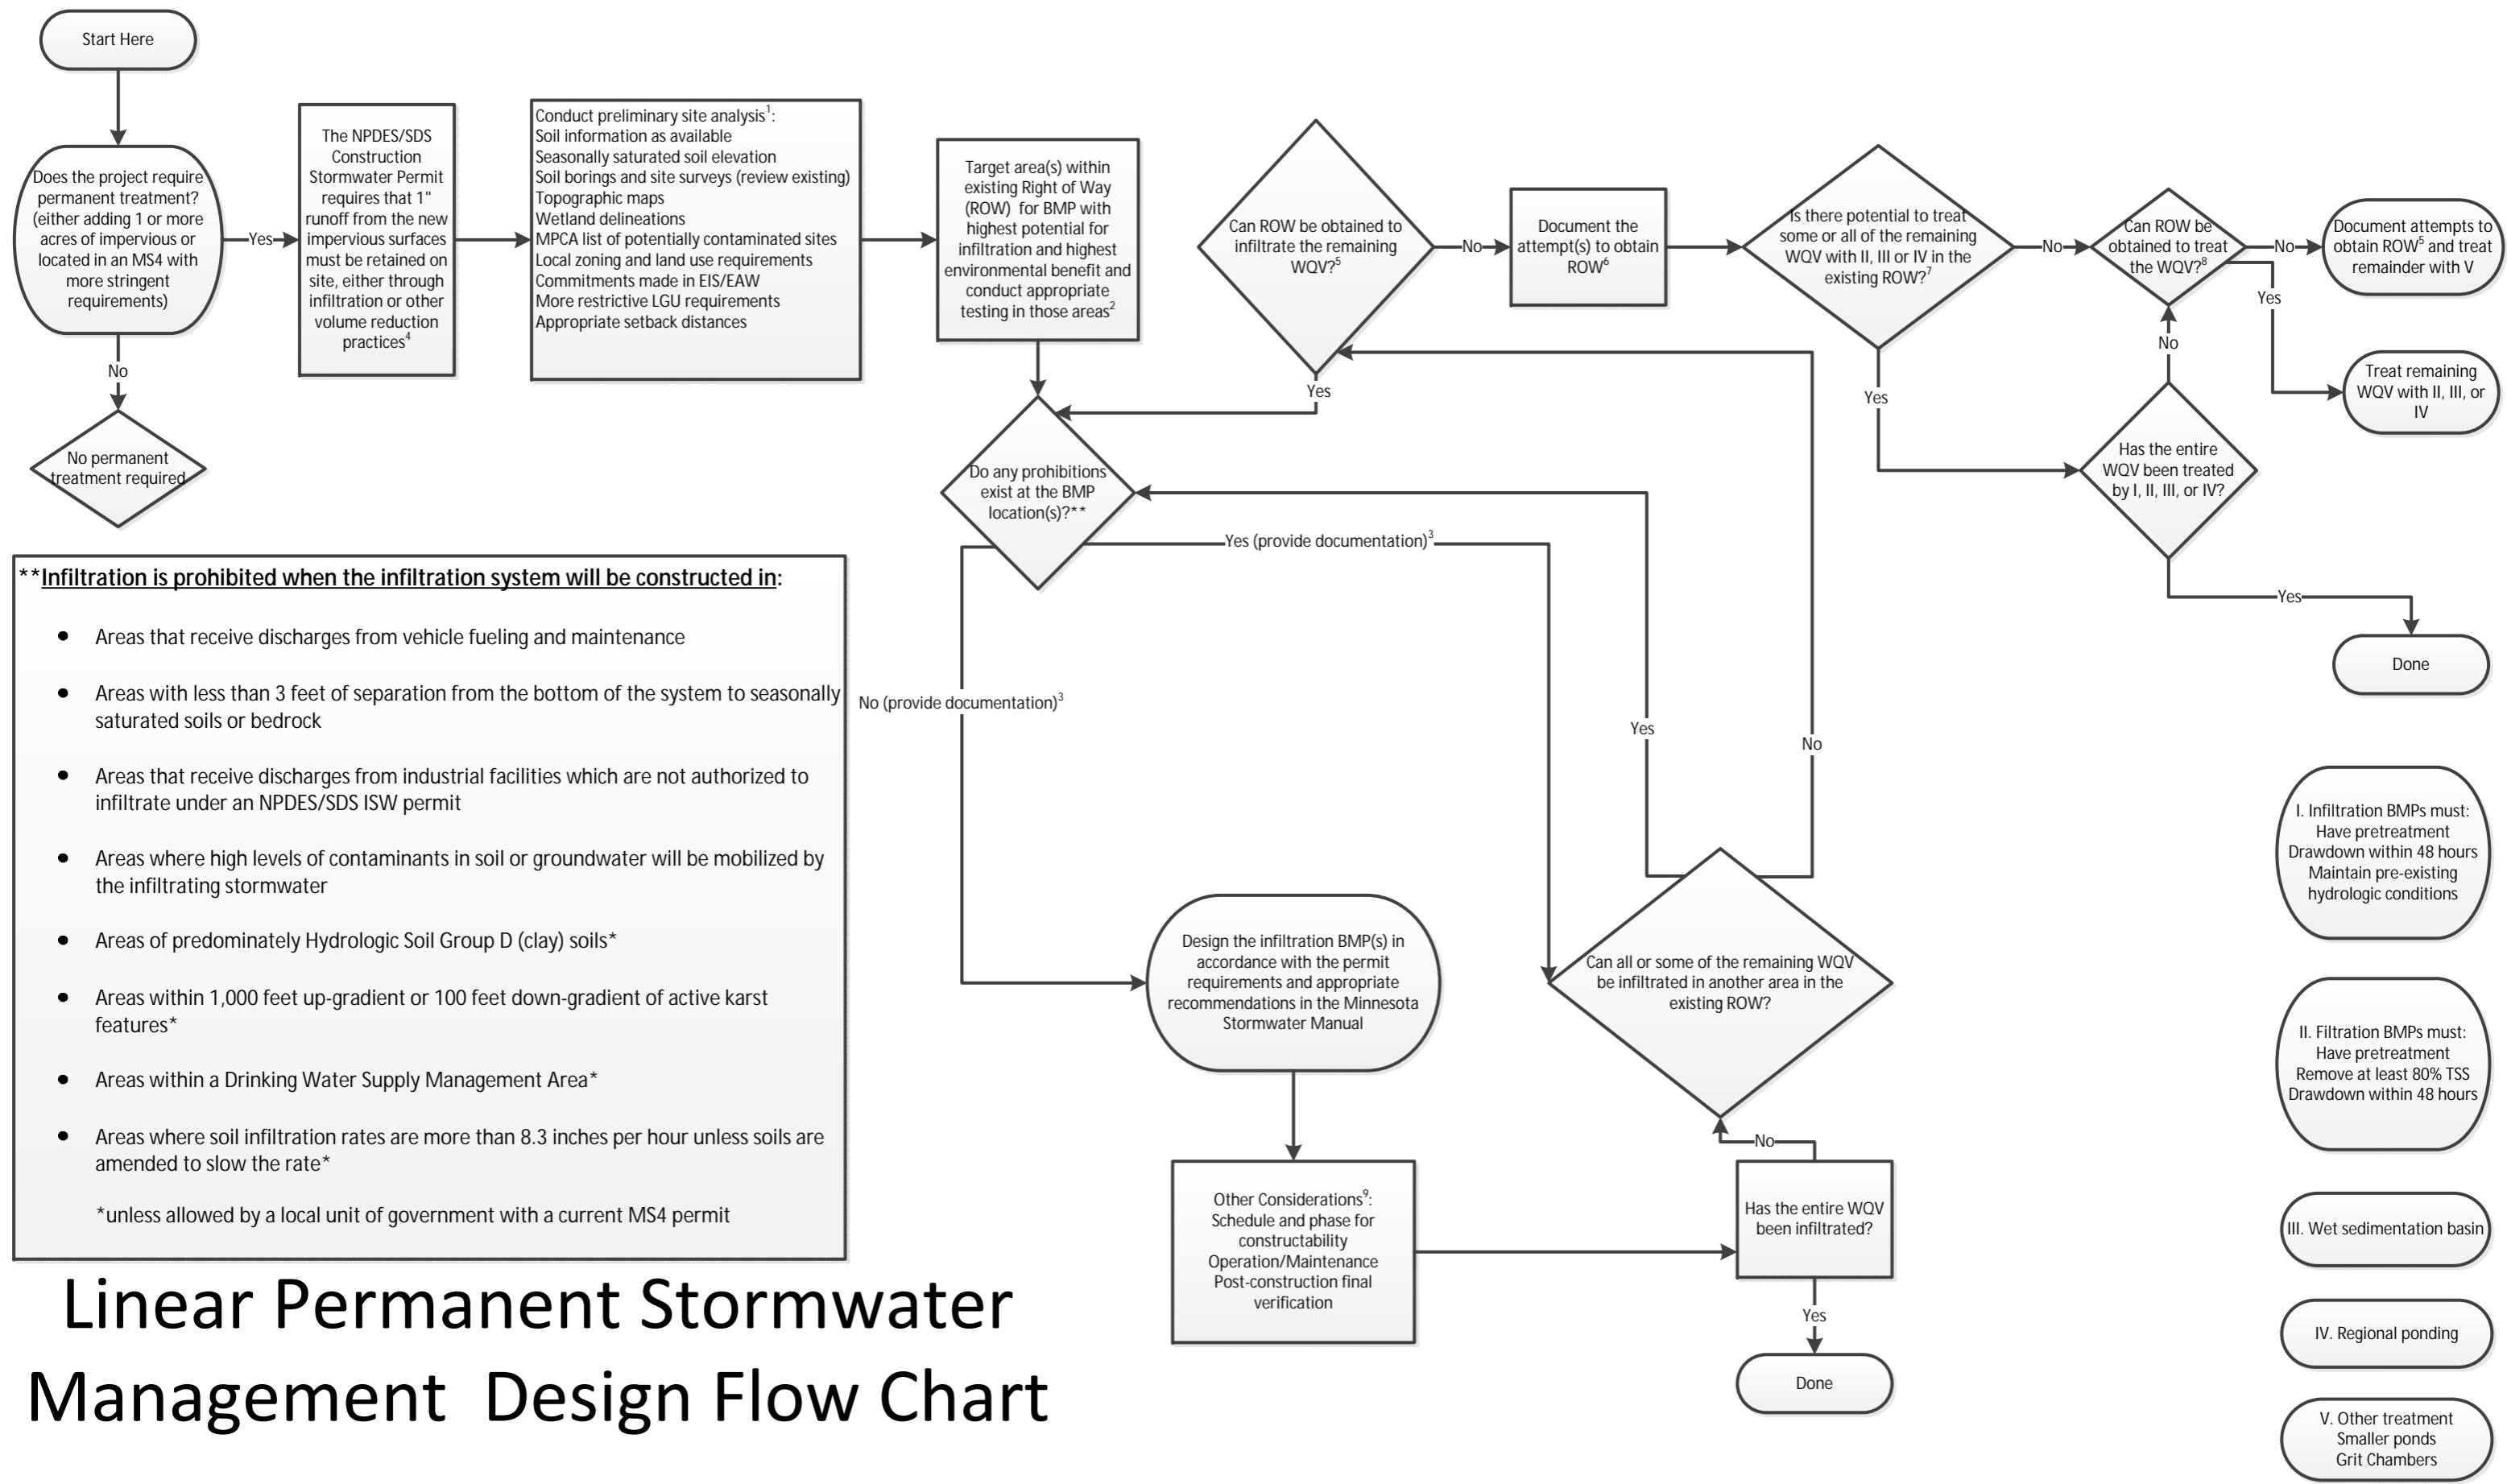 Start Here
Does the project require
permanent treatment?
(either adding 1 or more
acres of impervious or
located in an MS4 with
more stringent
requirements)
Yes
No
No permanent
treatment required
The NPDES/SDS
Construction
Stormwater Permit
requires that 1"
runoff from the new
impervious surfaces
must be retained on
site, either through
infiltration or other
volume reduction
practices4
Conduct preliminary site analysis1:
Soil information as available
Seasonally saturated soil elevation
Soil borings and site surveys (review existing)
Topographic maps
Wetland delineations
MPCA list of potentially contaminated sites
Local zoning and land use requirements
Commitments made in EIS/EAW
More restrictive LGU requirements
Appropriate setback distances
Target area(s) within
existing Right of Way
(ROW) for BMP with
highest potential for
infiltration and highest
environmental benefit and
conduct appropriate
testing in those areas2
Do any prohibitions
exist at the BMP
location(s)?**
Yes (provide documentation)3
No (provide documentation)3
Can ROW be obtained to
infiltrate the remaining
WQV?5
No
Yes
Document the
attempt(s) to obtain
ROW6
Is there potential to treat
some or all of the remaining
WQV with II, III or IV in the
existing ROW?7
No
Yes
Can ROW be
obtained to treat
the WQV?8
No
Yes
Document attempts to
obtain ROW5 and treat
remainder with V
Treat remaining
WQV with II, III, or
IV
No
Has the entire
WQV been treated
by I, II, III, or IV?
Yes
Done
Design the infiltration BMP(s) in
accordance with the permit
requirements and appropriate
recommendations in the Minnesota
Stormwater Manual
Can all or some of the remaining WQV
be infiltrated in another area in the
existing ROW?
Yes
No
Other Considerations9:
Schedule and phase for
constructability
Operation/Maintenance
Post-construction final
verification
No
Has the entire WQV
been infiltrated?
Yes
Done
**Infiltration is prohibited when the infiltration system will be constructed in:
• Areas that receive discharges from vehicle fueling and maintenance
• Areas with less than 3 feet of separation from the bottom of the system to seasonally
saturated soils or bedrock
• Areas that receive discharges from industrial facilities which are not authorized to
infiltrate under an NPDES/SDS ISW permit
• Areas where high levels of contaminants in soil or groundwater will be mobilized by
the infiltrating stormwater
• Areas of predominately Hydrologic Soil Group D (clay) soils*
• Areas within 1,000 feet up-gradient or 100 feet down-gradient of active karst
features*
• Areas within a Drinking Water Supply Management Area*
• Areas where soil infiltration rates are more than 8.3 inches per hour unless soils are
amended to slow the rate*
*unless allowed by a local unit of government with a current MS4 permit
Linear Permanent Stormwater
Management Design Flow Chart
I. Infiltration BMPs must:
Have pretreatment
Drawdown within 48 hours
Maintain pre-existing
hydrologic conditions
II. Filtration BMPs must:
Have pretreatment
Remove at least 80% TSS
Drawdown within 48 hours
III. Wet sedimentation basin
IV. Regional ponding
V. Other treatment
Smaller ponds
Grit Chambers